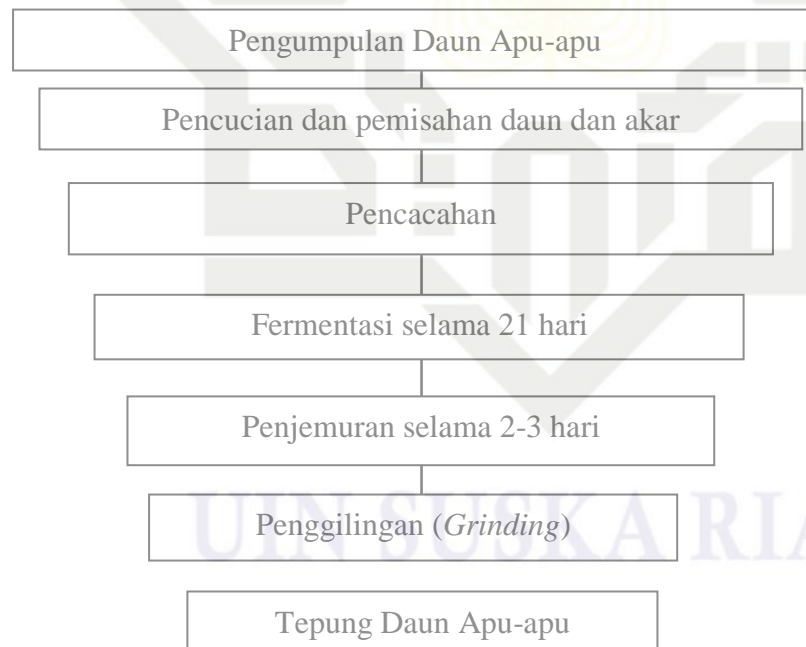 Pengumpulan Daun Apu-apu
Pencucian dan pemisahan daun dan akar
Pencacahan
Fermentasi selama 21 hari
Penjemuran selama 2-3 hari
Penggilingan (Grinding)
UIN SUSKA RIA
Tepung Daun Apu-apu